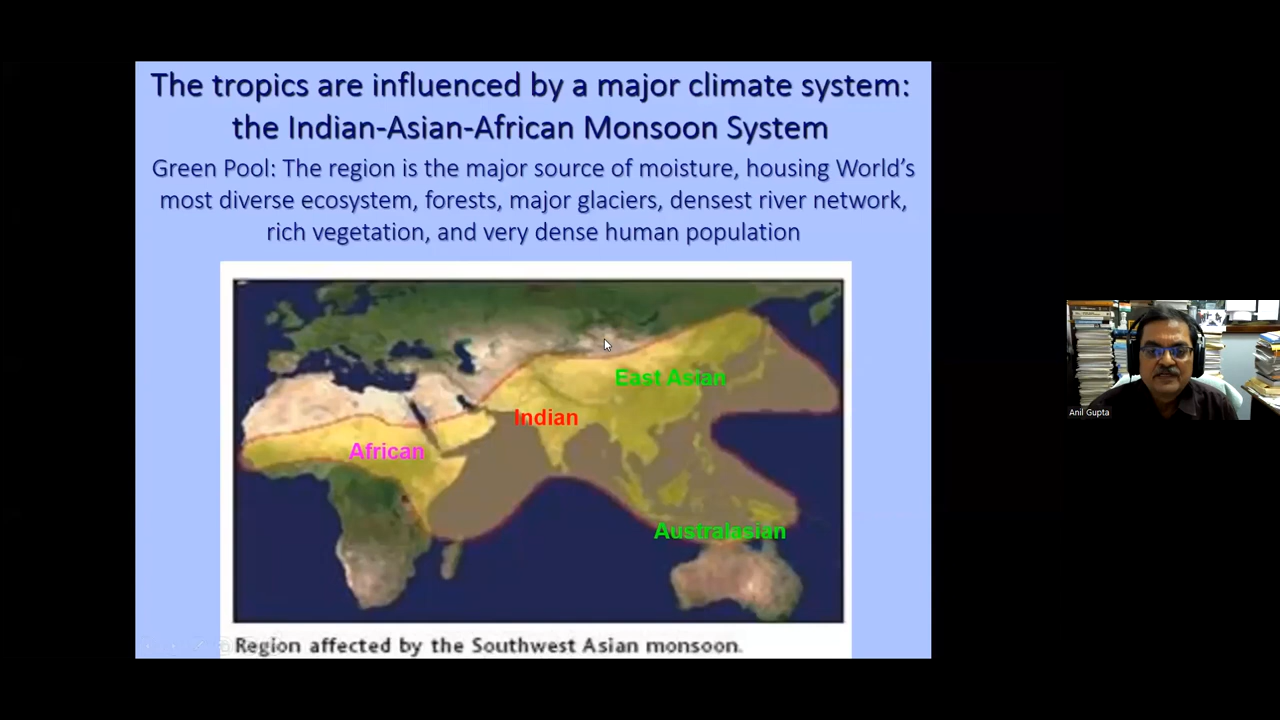 The tropics are influenced by a major climate system:
the Indian-Asian-African Monsoon System
Green Pool: The region is the major source of moisture, housing World's
most diverse ecosystem, forests, major glaciers, densest river network,
rich vegetation, and very dense human population
East Asian
Indian
African
Australasian
Region affected by the Southwest Asian monsoon.
Anil Gupta